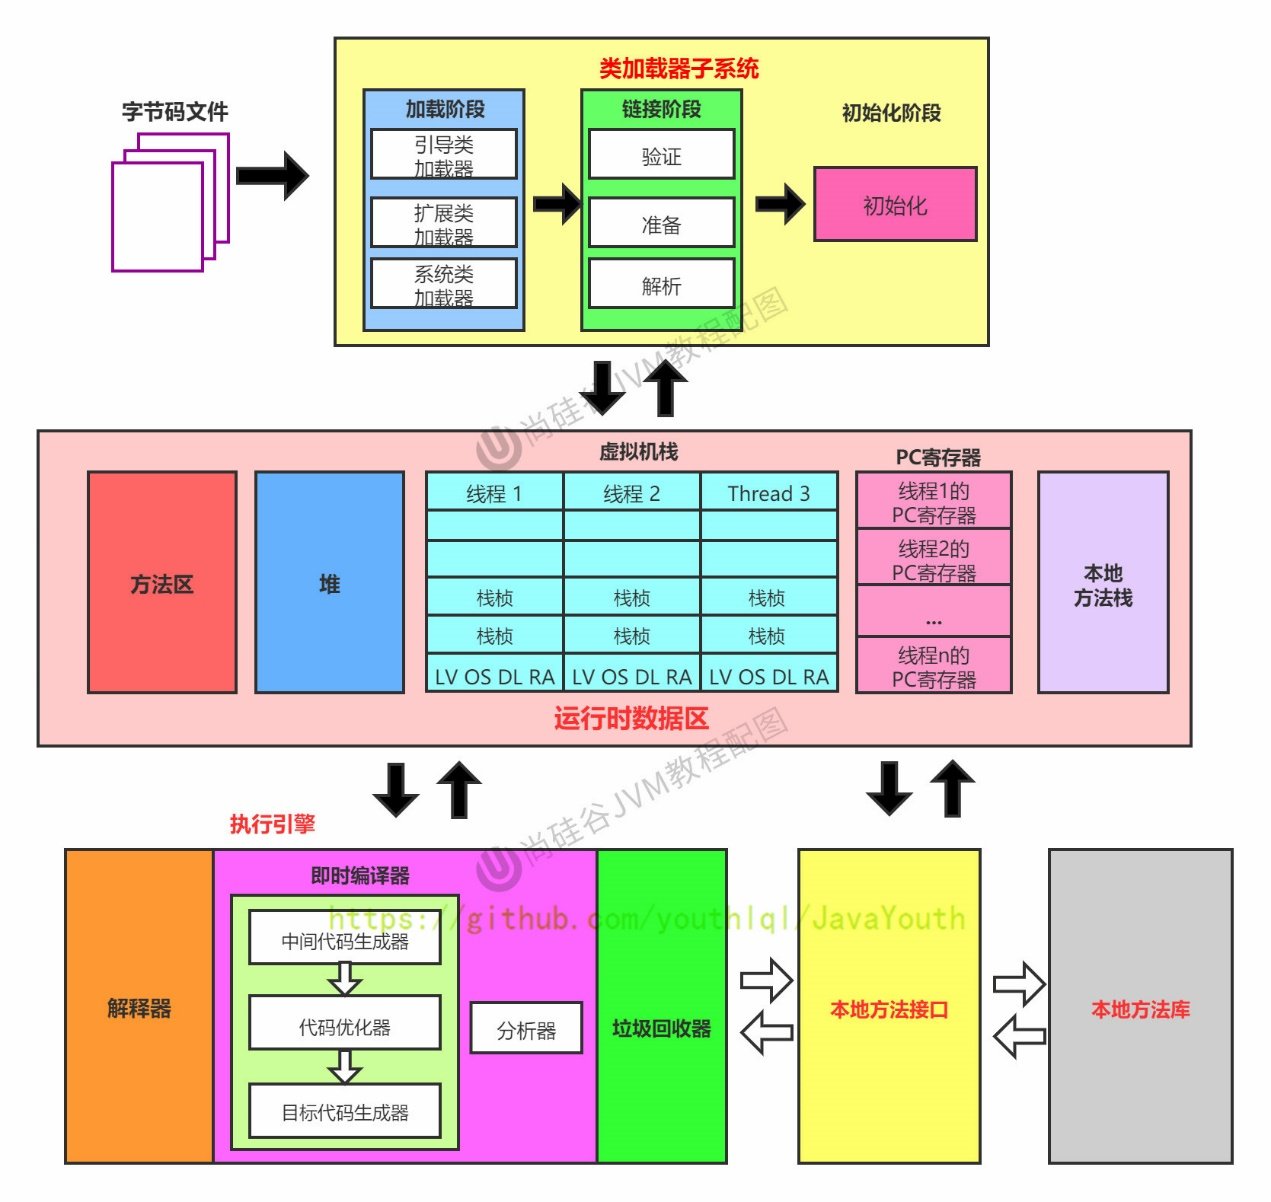 类加载器子系统
字节码文件
加载阶段
引导类
加载器
扩展类
加载器
系统类
加载器
链接阶段
验证
准备
解析
初始化阶段
初始化
尚硅谷JVM教程配图
方法区
堆
虚拟机栈
线程 1
线程 2
Thread 3
栈桢
栈桢
栈桢
栈桢
栈桢
栈桢
LV OS DL RA
LV OS DL RA
LV OS DL RA
PC寄存器
线程1的
PC寄存器
线程2的
PC寄存器
...
线程n的
PC寄存器
本地
方法栈
运行时数据区
尚硅谷JVM教程配图
执行引擎
解释器
即时编译器
中间代码生成器
代码优化器
目标代码生成器
分析器
垃圾回收器
https://github.com/youthlql/JavaYouth
本地方法接口
本地方法库